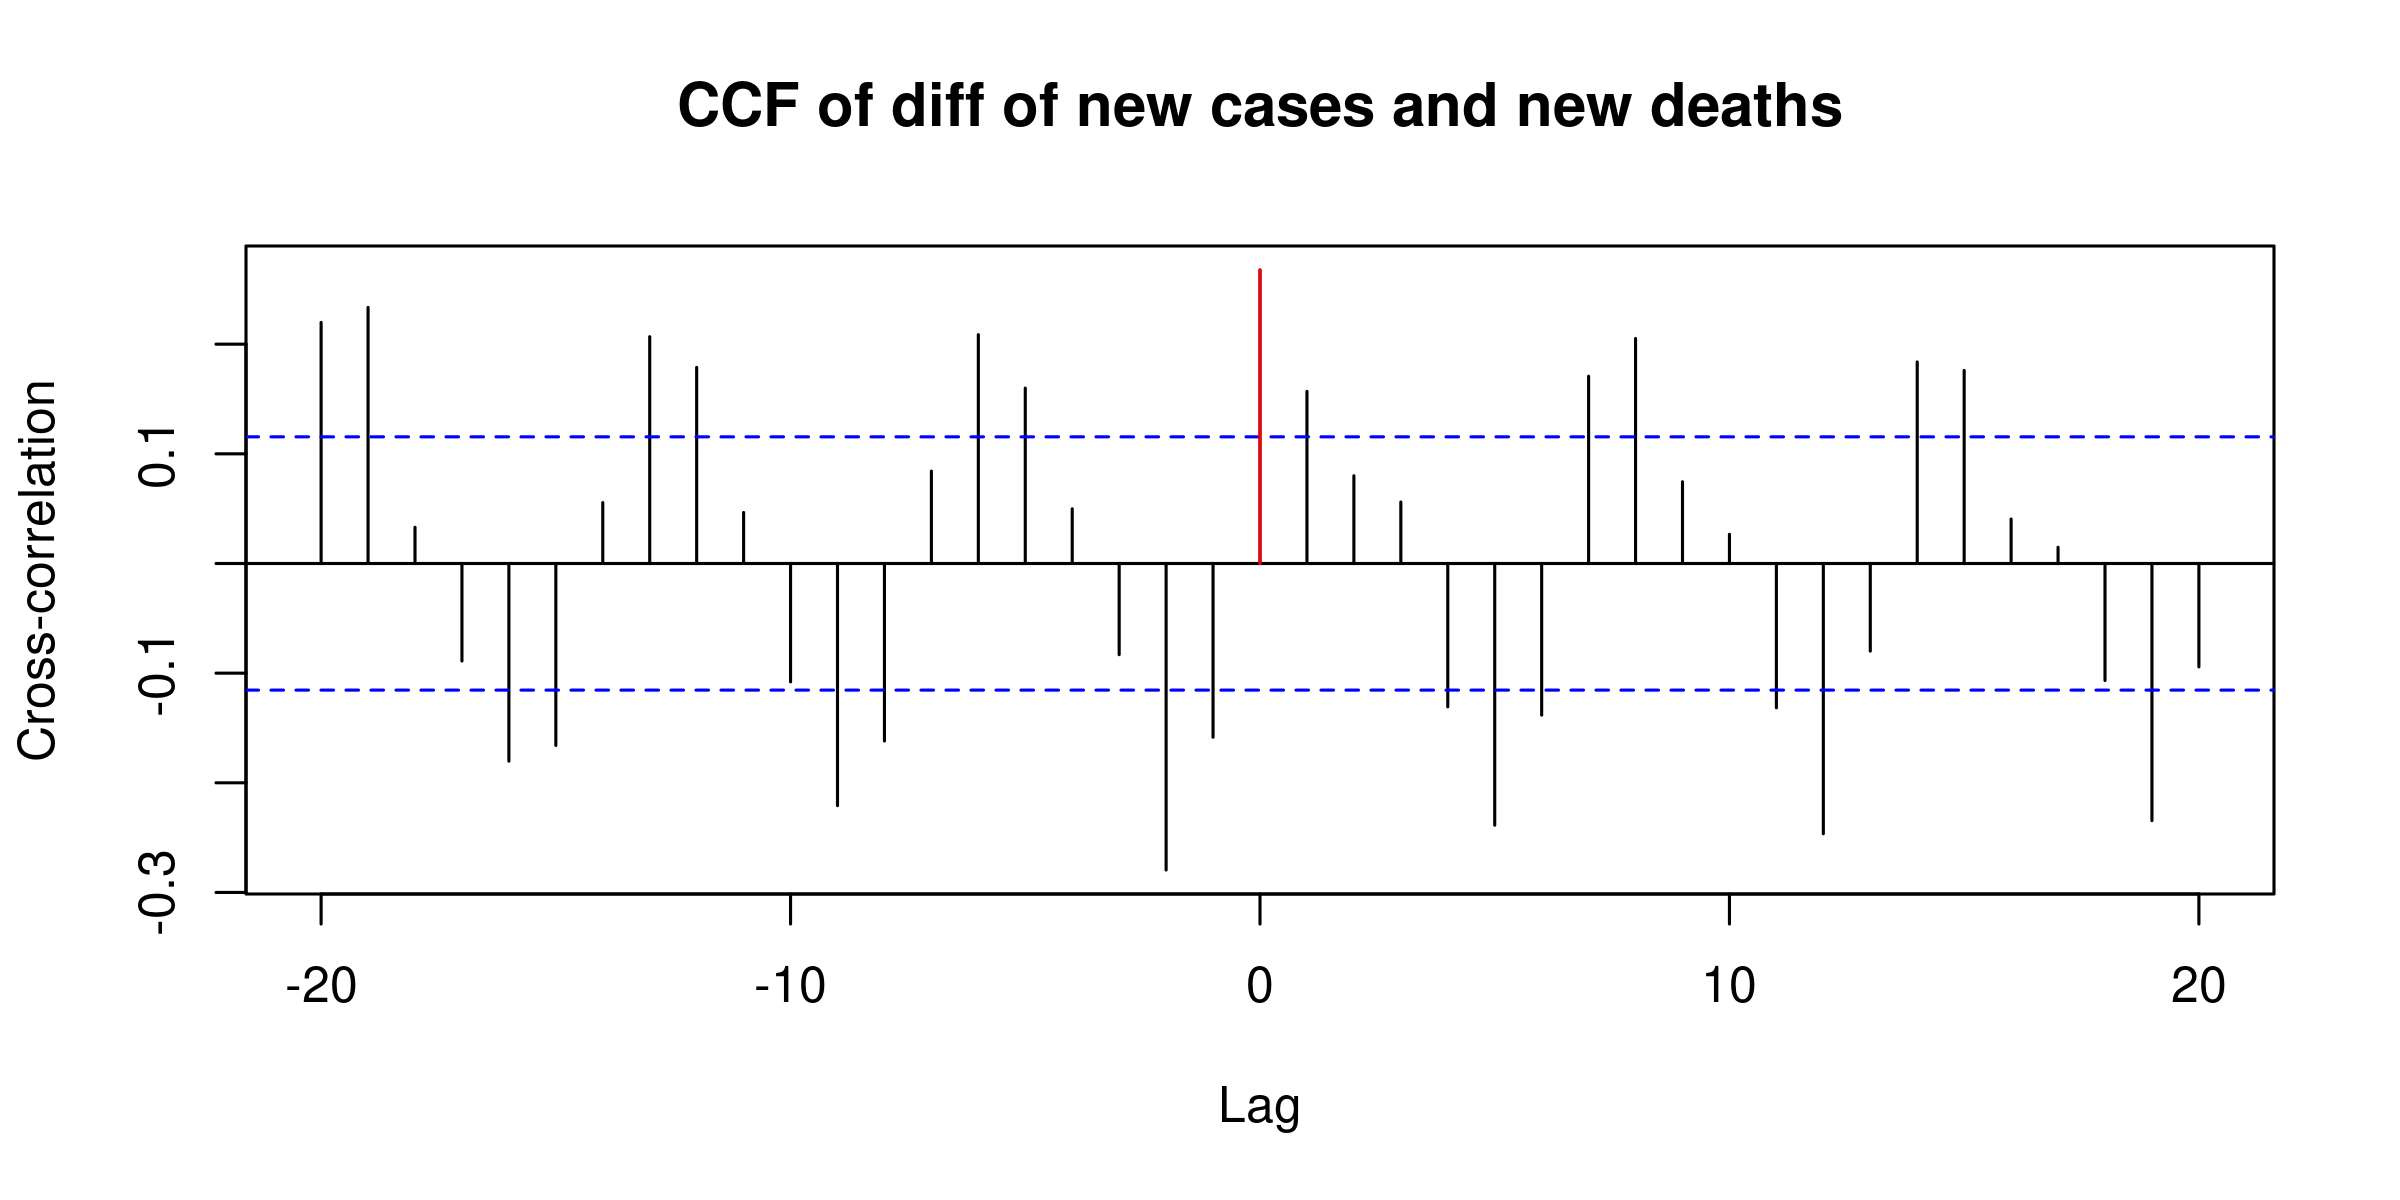 CCF of diff of new cases and new deaths
Cross-correlation
0.1
-0.1
-0.3
-20 -10 0 10 20
Lag